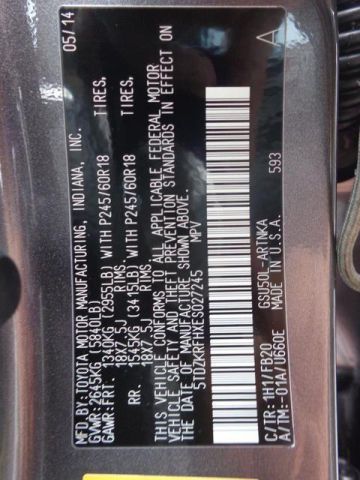 MFD BY: TOYOTA MOTOR MANUFACTURING, INDIANA, INC. 05/14
GVWR: 2645KG (5840LB)
GAWR: FRT. 1340KG (2955LB) WITH P245/60R18 TIRES,
18X7.5J RIMS.
RR. 1545KG (3415LB) WITH P245/60R18 TIRES,
18X7.5J RIMS.
THIS VEHICLE CONFORMS TO ALL APPLICABLE FEDERAL MOTOR
VEHICLE SAFETY AND THEFT PREVENTION STANDARDS IN EFFECT ON
THE DATE OF MANUFACTURE SHOWN ABOVE.
5TDZKRFHXES027245 MPV
A
C/TR: 1H1/FB20 GSU50L-ARTNKA 593
A/TM: -01A/U660E MADE IN U.S.A.